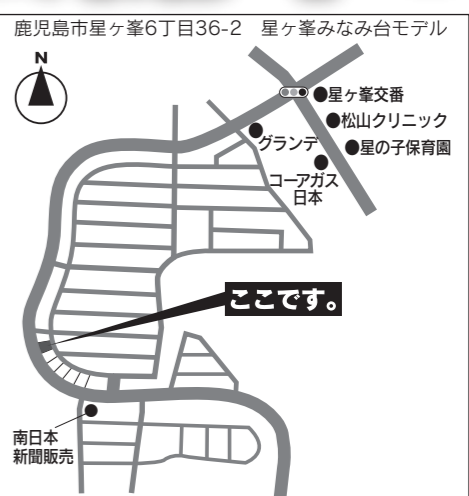 鹿児島市星ヶ峯6丁目36-2　星ヶ峯みなみ台モデル
N
星ヶ峯交番
松山クリニック
グランデ
星の子保育園
コーアガス
日本
ここです。
南日本
新聞販売